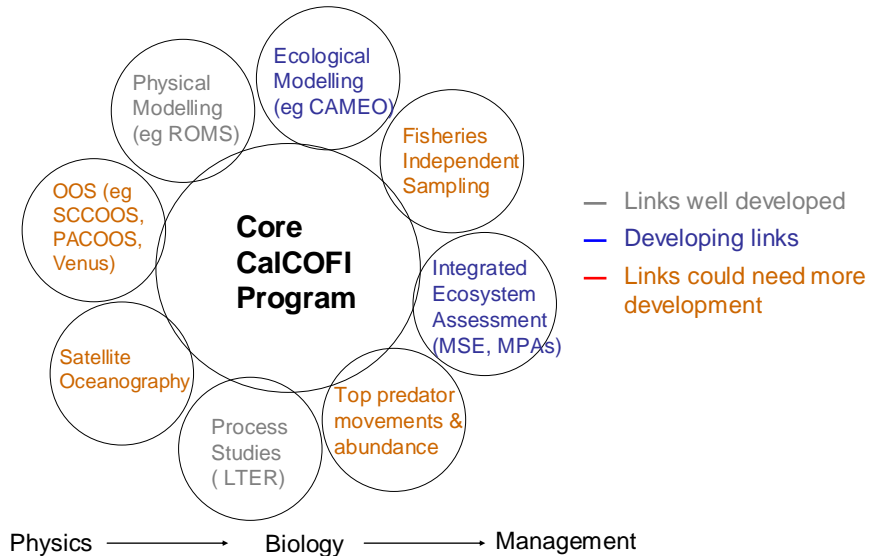 Ecological
Modelling
(eg CAMEO)
Physical
Modelling
(eg ROMS)
Fisheries
Independent
Sampling
OOS (eg
SCCOOS,
PACOOS,
Venus)
Core
CalCOFI
Program
Integrated
Ecosystem
Assessment
(MSE, MPAs)
Satellite
Oceanography
Top predator
movements &
abundance
Process
Studies
( LTER)
Links well developed
Developing links
Links could need more
development
Physics
Biology
Management